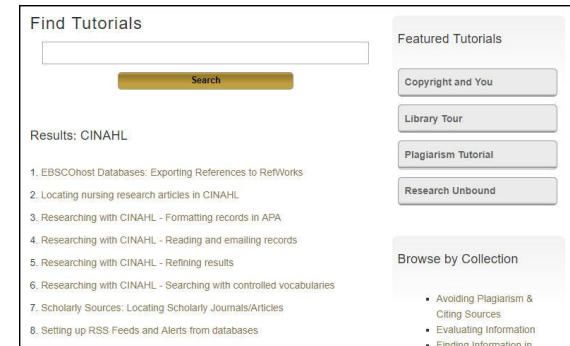 Find Tutorials
Search
Results: CINAHL
1. EBSCOhost Databases: Exporting References to RefWorks
2. Locating nursing research articles in CINAHL
3. Researching with CINAHL - Formatting records in APA
4. Researching with CINAHL - Reading and emailing records
5. Researching with CINAHL - Refining results
6. Researching with CINAHL - Searching with controlled vocabularies
7. Scholarly Sources: Locating Scholarly Journals/Articles
8. Setting up RSS Feeds and Alerts from databases
Featured Tutorials
Copyright and You
Library Tour
Plagiarism Tutorial
Research Unbound
Browse by Collection
▪ Avoiding Plagiarism &
Citing Sources
▪ Evaluating Information
▪ Finding Information in